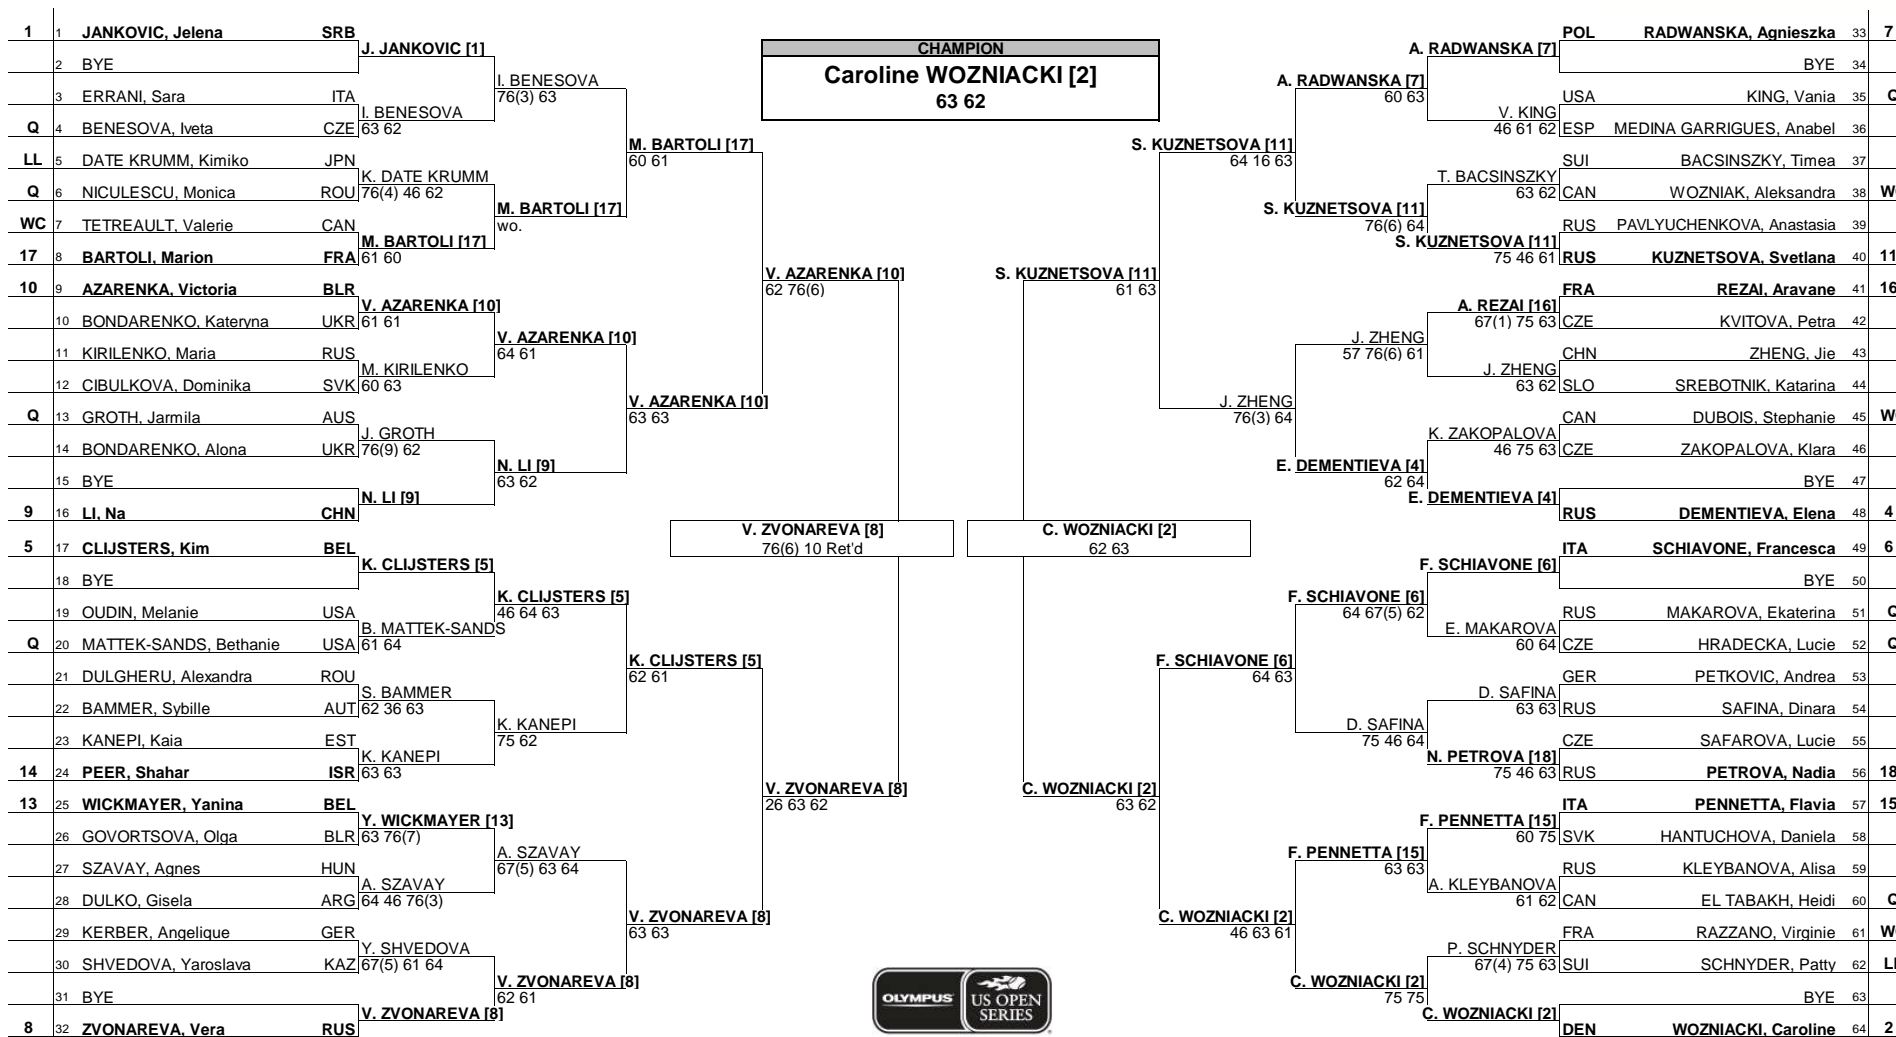 1 1 JANKOVIC, Jelena SRB
2 BYE
3 ERRANI, Sara ITA
Q 4 BENESOVA, Iveta CZE
LL 5 DATE KRUMM, Kimiko JPN
Q 6 NICULESCU, Monica ROU
WC 7 TETREAULT, Valerie CAN
17 8 BARTOLI, Marion FRA
10 9 AZARENKA, Victoria BLR
10 BONDARENKO, Kateryna UKR
11 KIRILENKO, Maria RUS
12 CIBULKOVA, Dominika SVK
Q 13 GROTH, Jarmila AUS
14 BONDARENKO, Alona UKR
15 BYE
9 16 LI, Na CHN
5 17 CLIJSTERS, Kim BEL
18 BYE
19 OUDIN, Melanie USA
Q 20 MATTEK-SANDS, Bethanie USA
21 DULGHERU, Alexandra ROU
22 BAMMER, Sybille AUT
23 KANEPI, Kaia EST
14 24 PEER, Shahar ISR
13 25 WICKMAYER, Yanina BEL
26 GOVORTSOVA, Olga BLR
27 SZAVAY, Agnes HUN
28 DULKO, Gisela ARG
29 KERBER, Angelique GER
30 SHVEDOVA, Yaroslava KAZ
31 BYE
8 32 ZVONAREVA, Vera RUS
J. JANKOVIC [1]
I. BENESOVA
63 62
K. DATE KRUMM
76(4) 46 62
M. BARTOLI [17]
61 60
V. AZARENKA [10]
61 61
M. KIRILENKO
60 63
J. GROTH
76(9) 62
N. LI [9]
K. CLIJSTERS [5]
B. MATTEK-SANDS
61 64
S. BAMMER
62 36 63
K. KANEPI
63 63
Y. WICKMAYER [13]
63 76(7)
A. SZAVAY
64 46 76(3)
Y. SHVEDOVA
67(5) 61 64
V. ZVONAREVA [8]
I. BENESOVA
76(3) 63
M. BARTOLI [17]
wo.
V. AZARENKA [10]
64 61
N. LI [9]
63 62
K. CLIJSTERS [5]
46 64 63
K. KANEPI
75 62
A. SZAVAY
67(5) 63 64
V. ZVONAREVA [8]
62 61
M. BARTOLI [17]
60 61
V. AZARENKA [10]
63 63
K. CLIJSTERS [5]
62 61
V. ZVONAREVA [8]
63 63
V. AZARENKA [10]
62 76(6)
V. ZVONAREVA [8]
26 63 62
V. ZVONAREVA [8]
76(6) 10 Ret'd
CHAMPION
Caroline WOZNIACKI [2]
63 62
C. WOZNIACKI [2]
62 63
S. KUZNETSOVA [11]
61 63
C. WOZNIACKI [2]
63 62
S. KUZNETSOVA [11]
64 16 63
J. ZHENG
76(3) 64
F. SCHIAVONE [6]
64 63
C. WOZNIACKI [2]
46 63 61
A. RADWANSKA [7]
60 63
S. KUZNETSOVA [11]
76(6) 64
J. ZHENG
57 76(6) 61
E. DEMENTIEVA [4]
62 64
F. SCHIAVONE [6]
64 67(5) 62
D. SAFINA
75 46 64
F. PENNETTA [15]
63 63
C. WOZNIACKI [2]
75 75
A. RADWANSKA [7]
V. KING
46 61 62
T. BACSINSZKY
63 62
S. KUZNETSOVA [11]
75 46 61
A. REZAI [16]
67(1) 75 63
J. ZHENG
63 62
K. ZAKOPALOVA
46 75 63
E. DEMENTIEVA [4]
F. SCHIAVONE [6]
E. MAKAROVA
60 64
D. SAFINA
63 63
N. PETROVA [18]
75 46 63
F. PENNETTA [15]
60 75
A. KLEYBANOVA
61 62
P. SCHNYDER
67(4) 75 63
C. WOZNIACKI [2]
POL RADWANSKA, Agnieszka 33 7
BYE 34
USA KING, Vania 35 Q
ESP MEDINA GARRIGUES, Anabel 36
SUI BACSINSZKY, Timea 37
CAN WOZNIAK, Aleksandra 38
RUS PAVLYUCHENKOVA, Anastasia 39
RUS KUZNETSOVA, Svetlana 40 11
FRA REZAI, Aravane 41 16
CZE KVITOVA, Petra 42
CHN ZHENG, Jie 43
SLO SREBOTNIK, Katarina 44
CAN DUBOIS, Stephanie 45
CZE ZAKOPALOVA, Klara 46
BYE 47
RUS DEMENTIEVA, Elena 48 4
ITA SCHIAVONE, Francesca 49 6
BYE 50
RUS MAKAROVA, Ekaterina 51 Q
CZE HRADECKA, Lucie 52 Q
GER PETKOVIC, Andrea 53
RUS SAFINA, Dinara 54
CZE SAFAROVA, Lucie 55
RUS PETROVA, Nadia 56 18
ITA PENNETTA, Flavia 57 15
SVK HANTUCHOVA, Daniela 58
RUS KLEYBANOVA, Alisa 59
CAN EL TABAKH, Heidi 60 Q
FRA RAZZANO, Virginie 61
SUI SCHNYDER, Patty 62
BYE 63
DEN WOZNIACKI, Caroline 64 2
OLYMPUS
US OPEN
SERIES